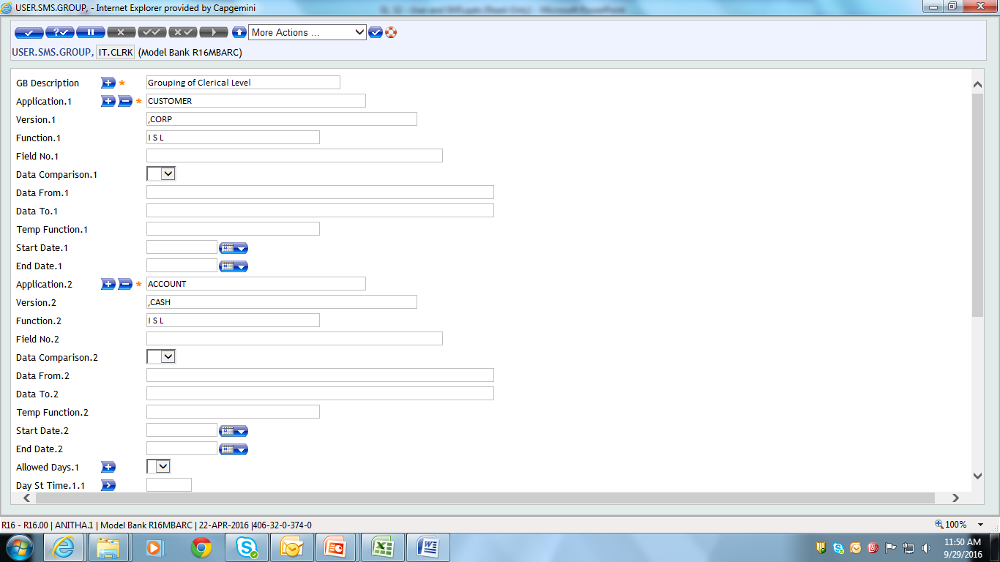 USER.SMS.GROUP, - Internet Explorer provided by Capgemini
More Actions ...
USER.SMS.GROUP, IT.CLRK (Model Bank R16MBARC)
GB Description * Grouping of Clerical Level
Application.1 * CUSTOMER
Version.1 ,CORP
Function.1 I S L
Field No.1
Data Comparison.1
Data From.1
Data To.1
Temp Function.1
Start Date.1
End Date.1
Application.2 * ACCOUNT
Version.2 ,CASH
Function.2 I S L
Field No.2
Data Comparison.2
Data From.2
Data To.2
Temp Function.2
Start Date.2
End Date.2
Allowed Days.1
Day St Time.1.1
R16 - R16.00 | ANITHA.1 | Model Bank R16MBARC | 22-APR-2016 |406-32-0-374-0
100%
11:50 AM
9/29/2016